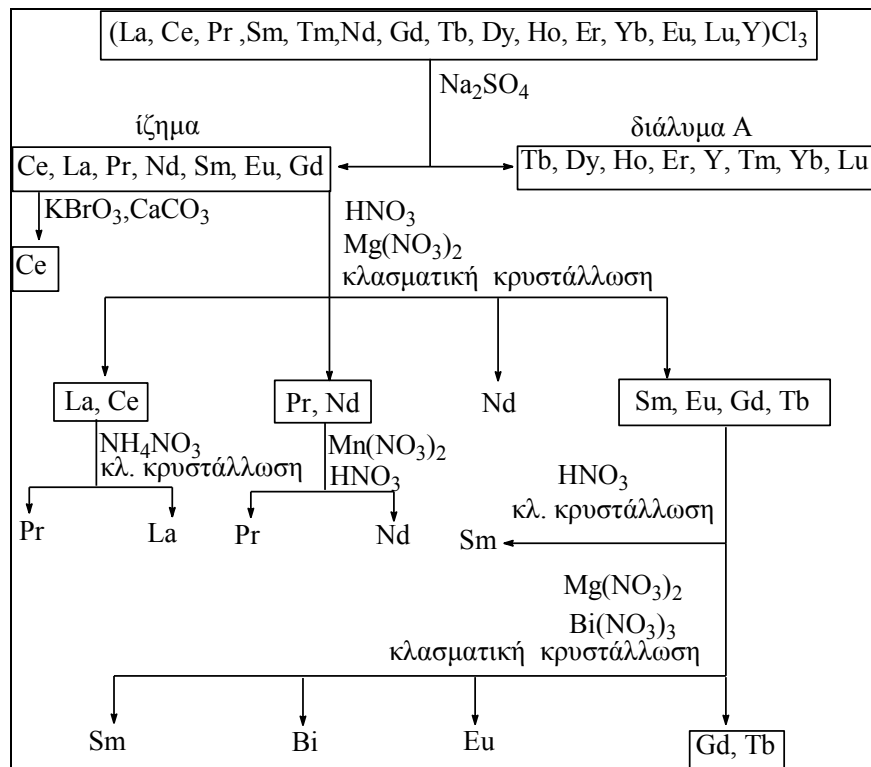 (La, Ce, Pr ,Sm, Tm,Nd, Gd, Tb, Dy, Ho, Er, Yb, Eu, Lu,Y)Cl3
Na2SO4
ίζημα
διάλυμα Α
Ce, La, Pr, Nd, Sm, Eu, Gd
Tb, Dy, Ho, Er, Y, Tm, Yb, Lu
KBrO3,CaCO3
Ce
HNO3
Mg(NO3)2
κλασματική κρυστάλλωση
La, Ce
Pr, Nd
Nd
Sm, Eu, Gd, Tb
NH4NO3
κλ. κρυστάλλωση
Mn(NO3)2
HNO3
Pr
La
Pr
Nd
HNO3
κλ. κρυστάλλωση
Sm
Mg(NO3)2
Bi(NO3)3
κλασματική κρυστάλλωση
Sm
Bi
Eu
Gd, Tb